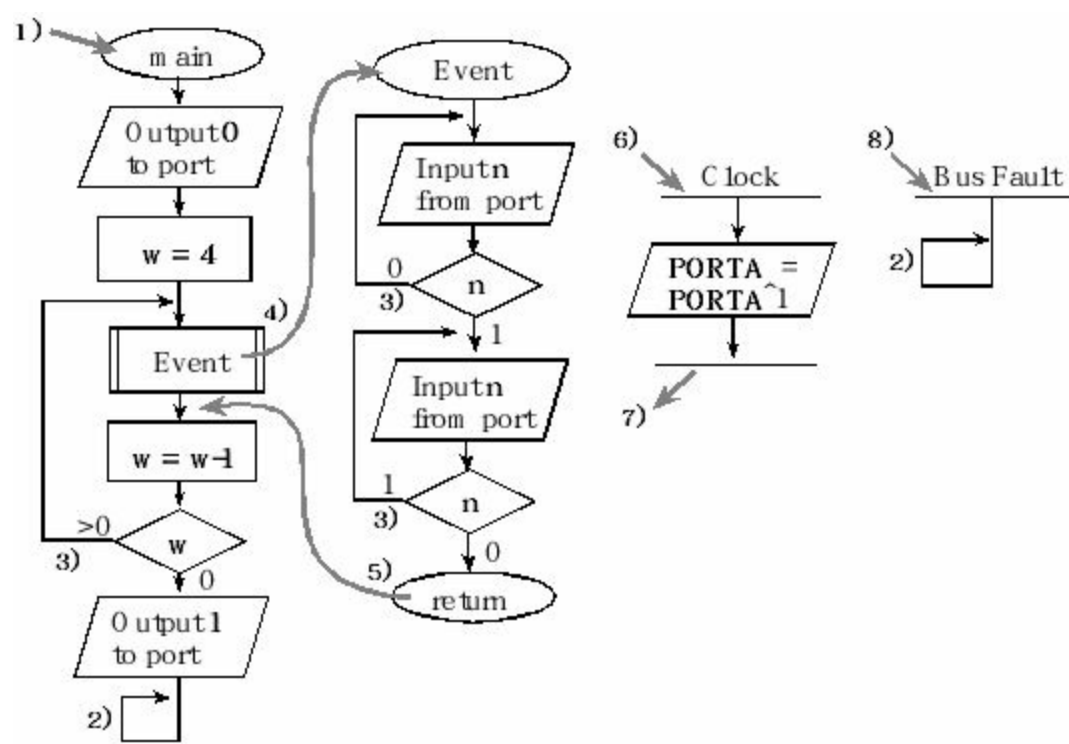 1)
main
Output 0
to port
w = 4
4)
Event
w = w-1
>0
3)
w
0
Output 1
to port
2)
Event
Input n
from port
0
3)
n
1
Input n
from port
1
3)
n
0
5)
return
6)
Clock
PORTA =
PORTA^1
7)
8)
Bus Fault
2)